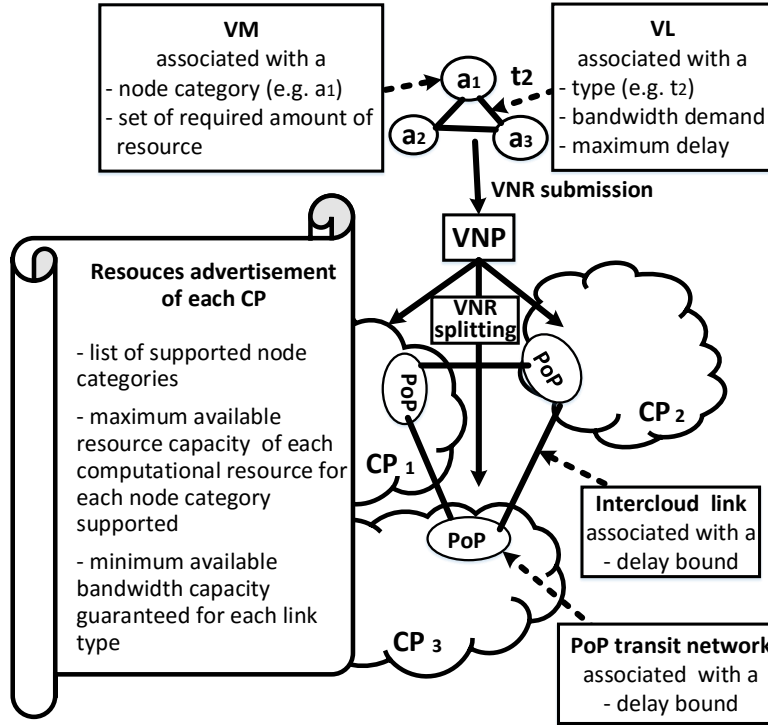 VM
associated with a
- node category (e.g. a1)
- set of required amount of
resource
a1
t2
a2
a3
VL
associated with a
- type (e.g. t2)
- bandwidth demand
- maximum delay
VNR submission
VNP
VNR
splitting
Resouces advertisement
of each CP
- list of supported node
categories
- maximum available
resource capacity of each
computational resource for
each node category
supported
- minimum available
bandwidth capacity
guaranteed for each link
type
PoP
CP 1
PoP
CP 2
PoP
CP 3
Intercloud link
associated with a
- delay bound
PoP transit network
associated with a
- delay bound